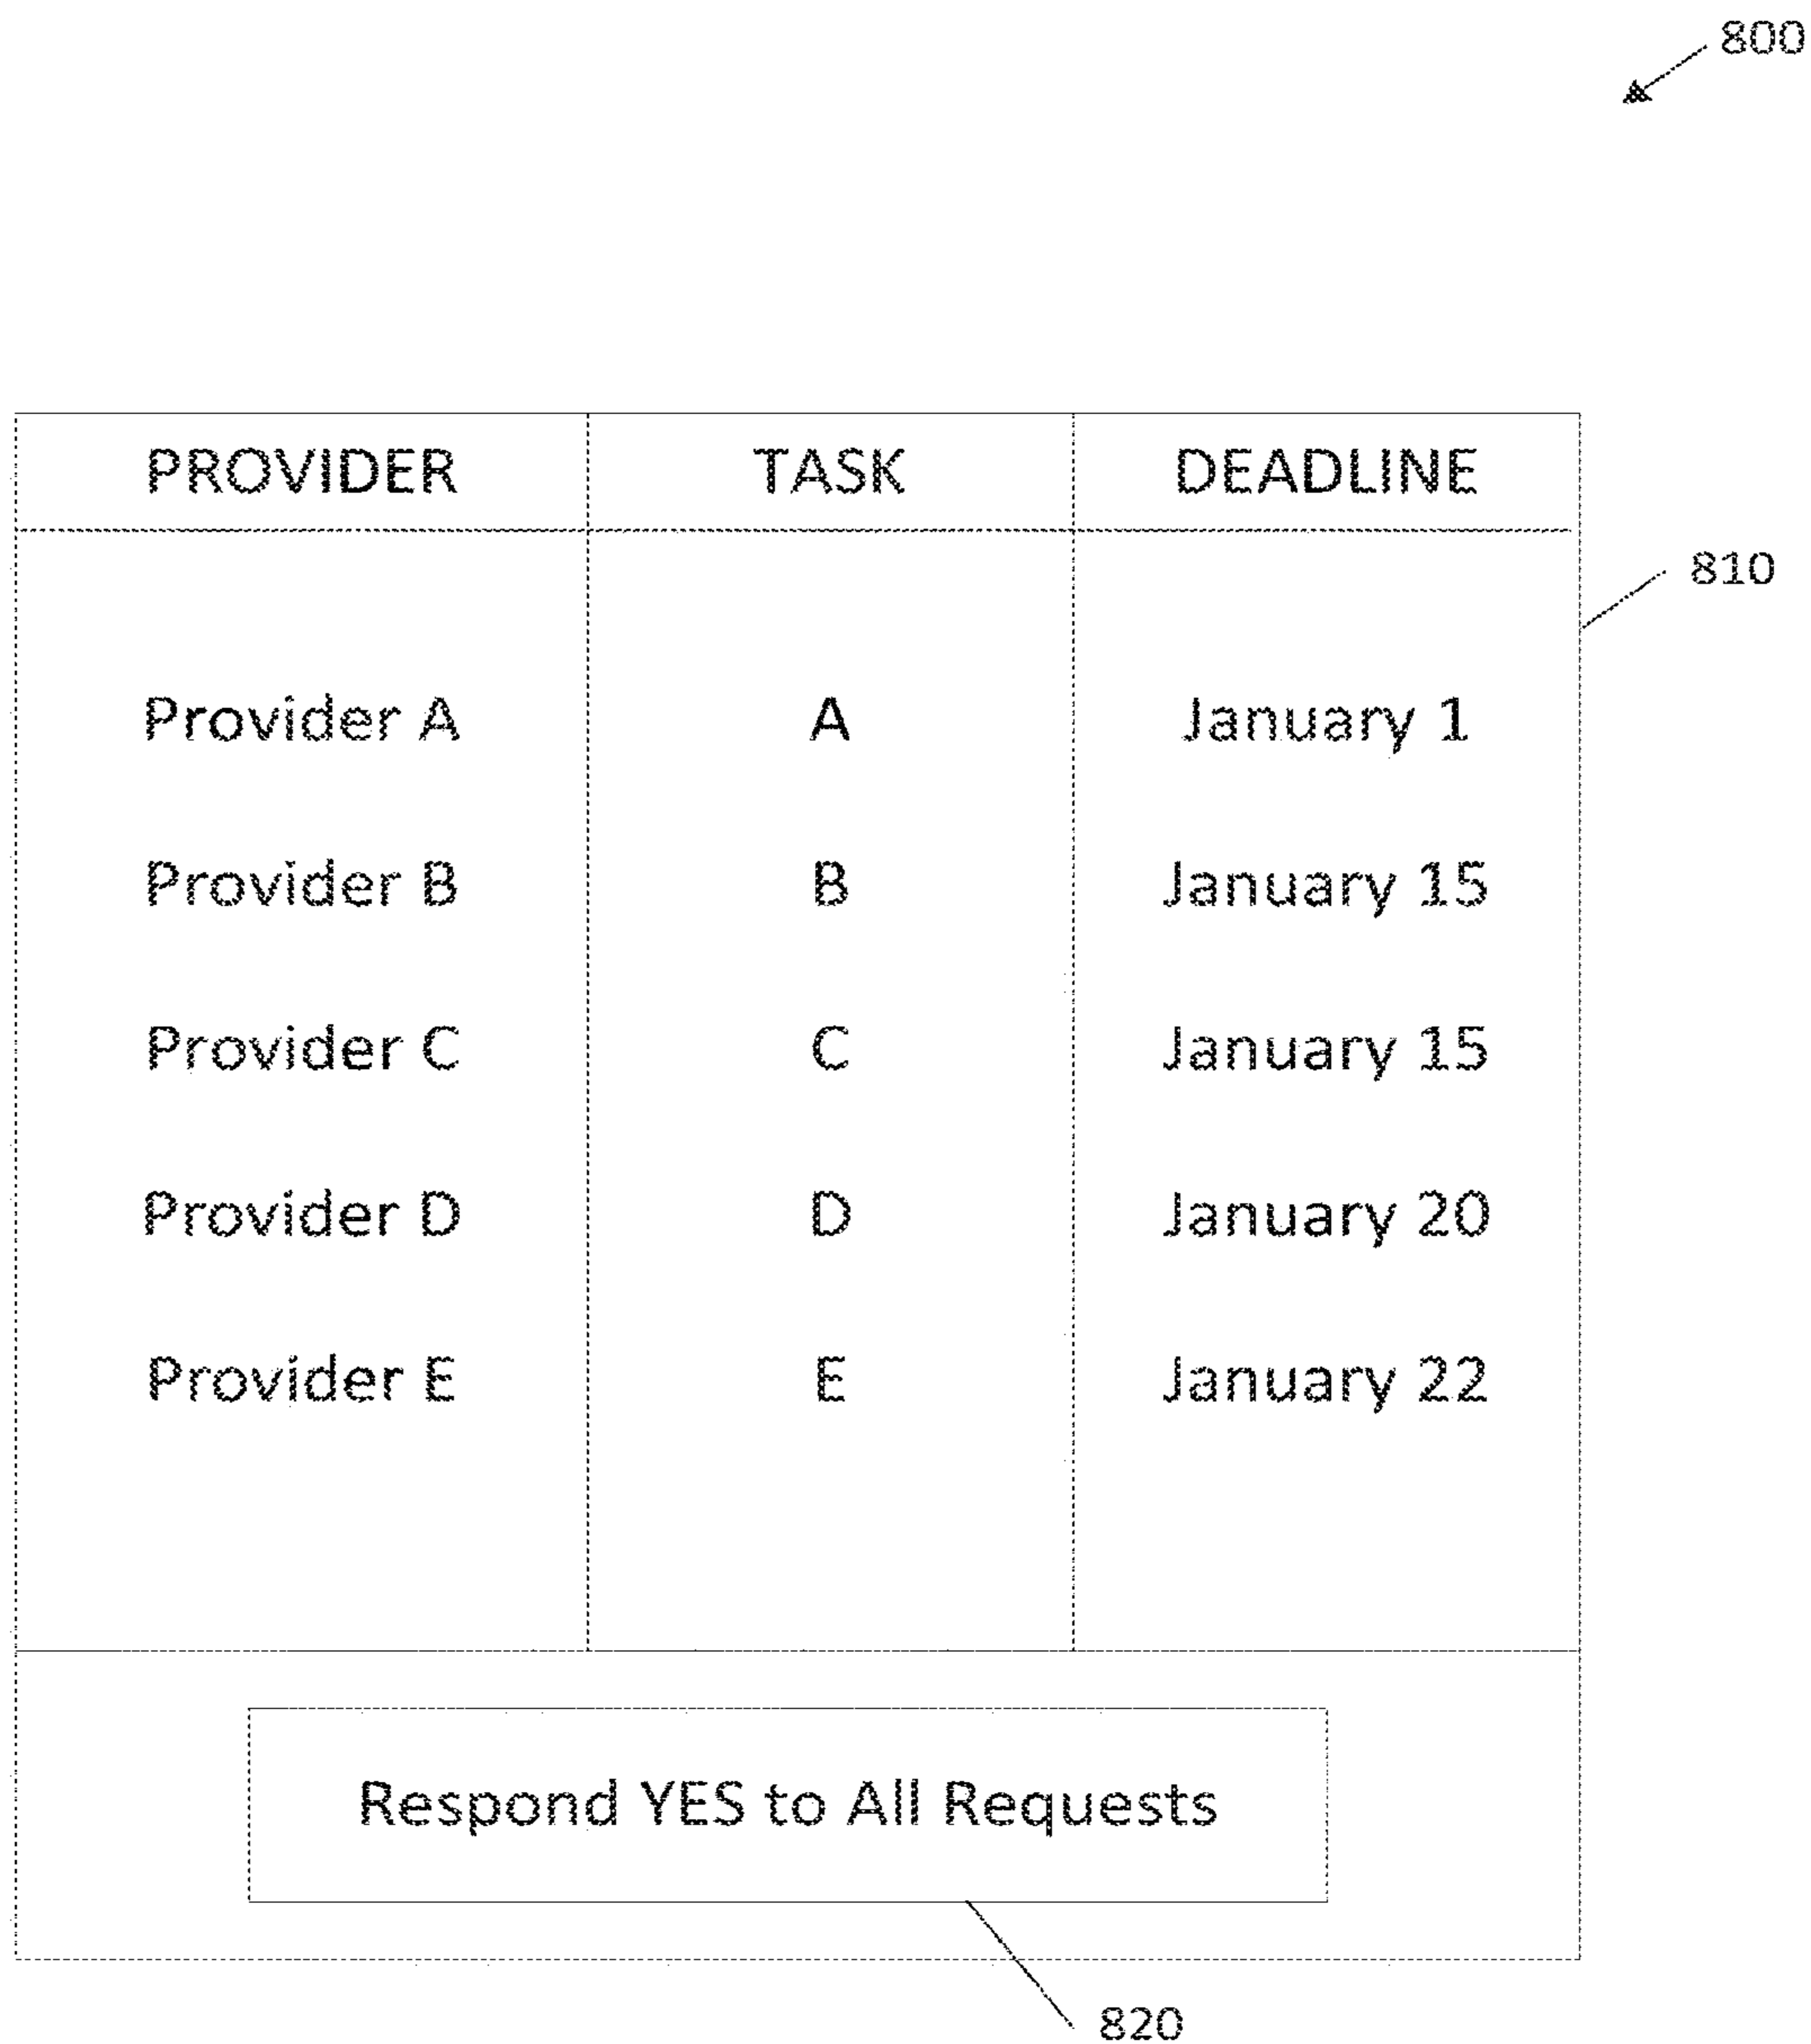 800
PROVIDER TASK DEADLINE
810
Provider A A January 1
Provider B B January 15
Provider C C January 15
Provider D D January 20
Provider E E January 22
Respond YES to All Requests
820